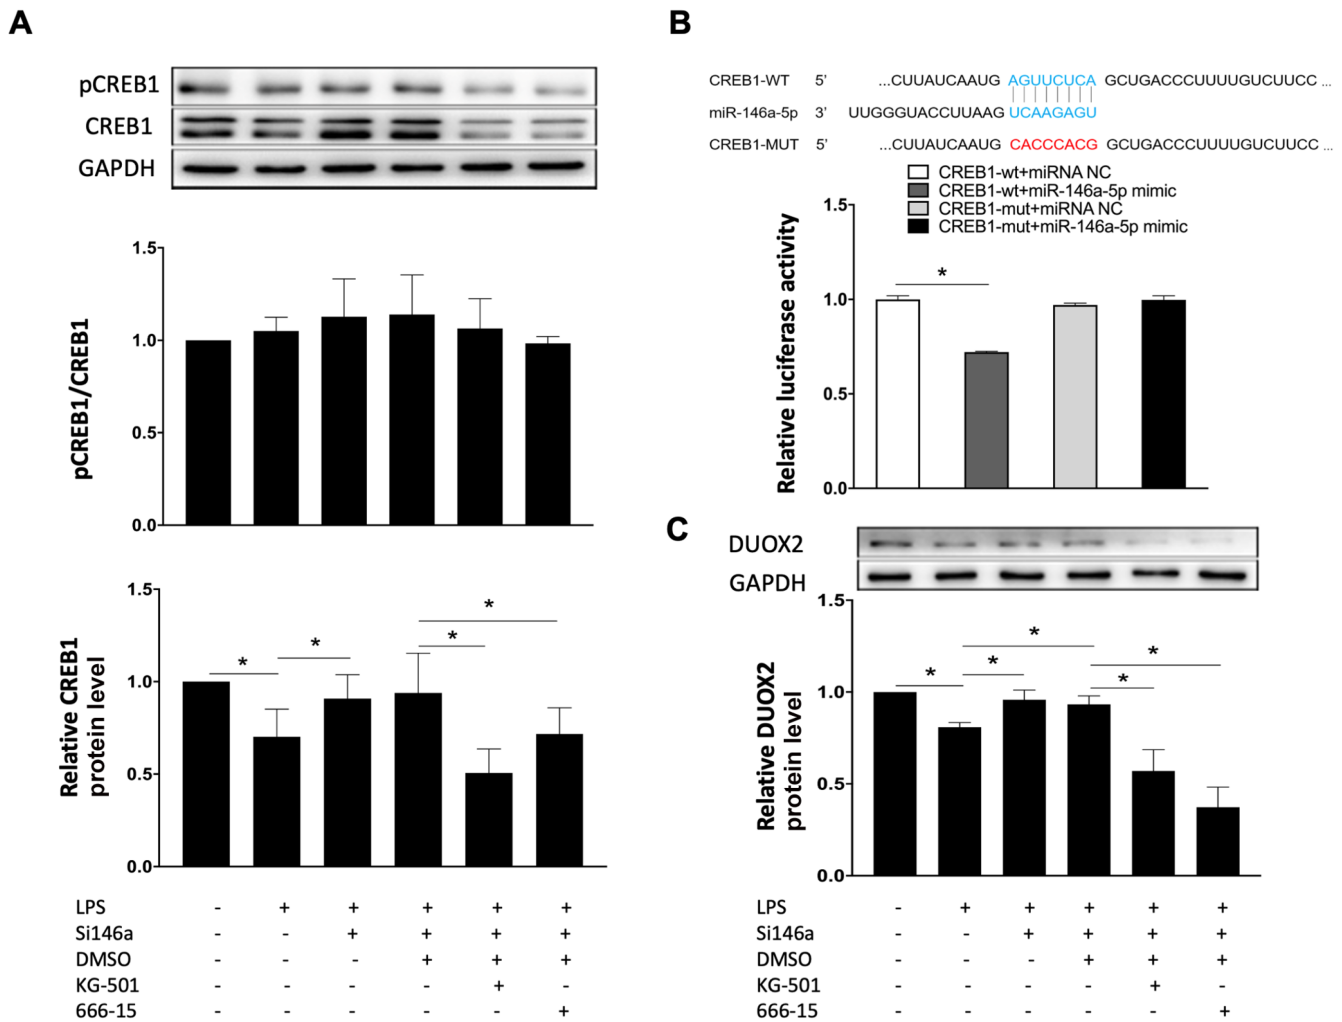 A
pCREB1
CREB1
GAPDH
1.5
1.0
0.5
0.0
pCREB1/CREB1
1.5
1.0
0.5
0.0
Relative CREB1
protein level
*
*
*
*
LPS - + + + + +
Si146a - - + + + +
DMSO - - - + + +
KG-501 - - - - + -
666-15 - - - - - +
B
CREB1-WT 5' ...CUUAUCAAUG AGUUCUCA GCUGACCCUUUUGUCUUCC ...
miR-146a-5p 3' UUGGGUACCUUAAG UCAAGAGU
CREB1-MUT 5' ...CUUAUCAAUG CACCCACG GCUGACCCUUUUGUCUUCC ...
CREB1-wt+miRNA NC
CREB1-wt+miR-146a-5p mimic
CREB1-mut+miRNA NC
CREB1-mut+miR-146a-5p mimic
1.5
1.0
0.5
0.0
Relative luciferase activity
*
C
DUOX2
GAPDH
1.5
1.0
0.5
0.0
Relative DUOX2
protein level
*
*
*
*
*
LPS - + + + + +
Si146a - - + + + +
DMSO - - - + + +
KG-501 - - - - + -
666-15 - - - - - +